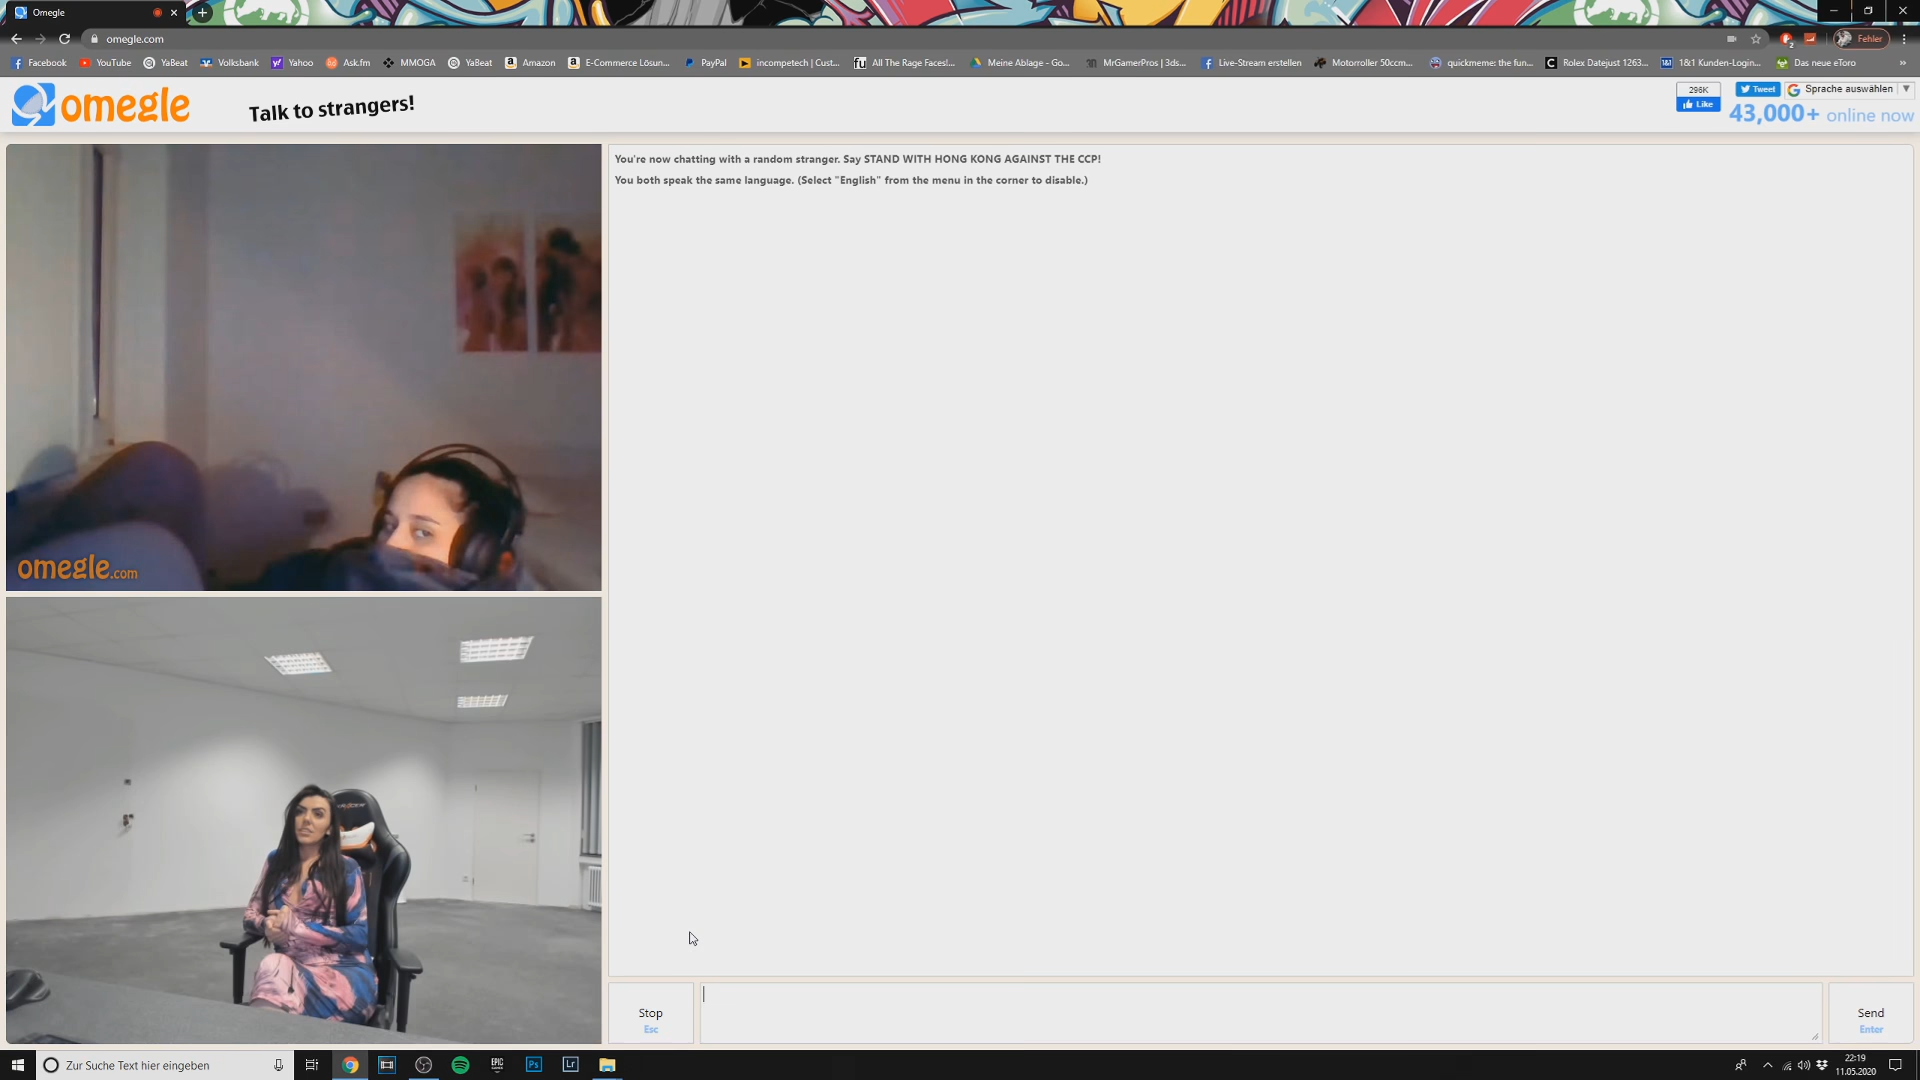 Omegle
omegle.com
Facebook YouTube YaBeat Volksbank Yahoo Ask.fm MMOGA YaBeat Amazon E-Commerce Lösun... PayPal incompetech | Cust... All The Rage Faces!... Meine Ablage - Go... MrGamerPros | 3ds... Live-Stream erstellen Motorroller 50ccm... quickmeme: the fun... Rolex Datejust 1263... 1&1 Kunden-Login... Das neue eToro »
Fehler
omegle
Talk to strangers!
296K
Like
Tweet
Sprache auswählen
43,000+ online now
You're now chatting with a random stranger. Say STAND WITH HONG KONG AGAINST THE CCP!
You both speak the same language. (Select "English" from the menu in the corner to disable.)
omegle.com
Stop
Esc
Send
Enter
Zur Suche Text hier eingeben
EPIC
Ps
Lr
22:19
11.05.2020